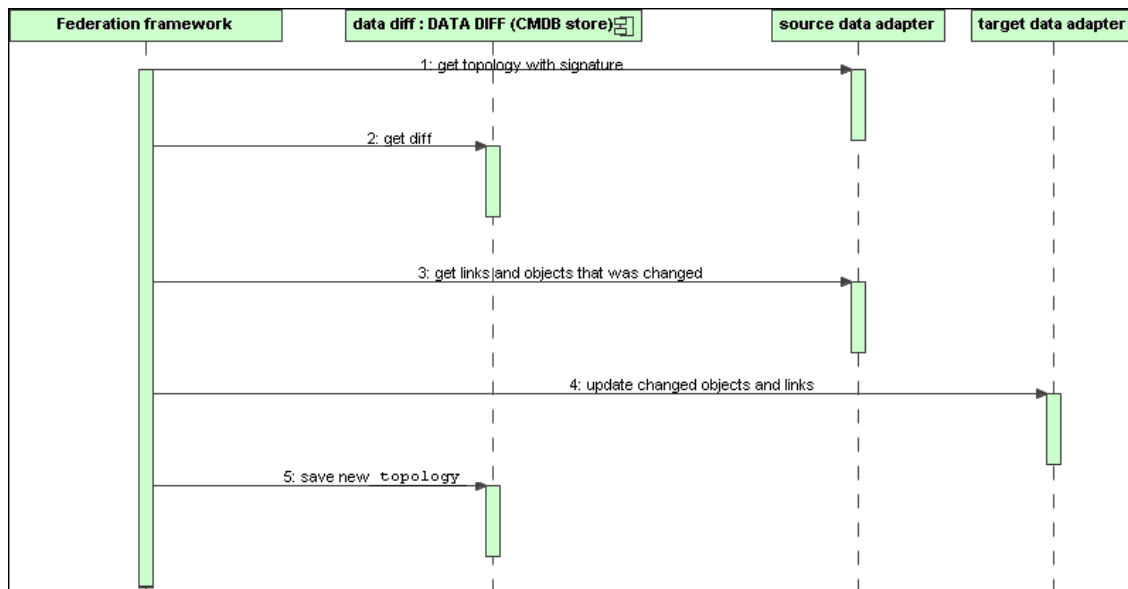 Federation framework
data diff : DATA DIFF (CMDB store)
source data adapter
target data adapter
1: get topology with signature
2: get diff
3: get links and objects that was changed
4: update changed objects and links
5: save new topology